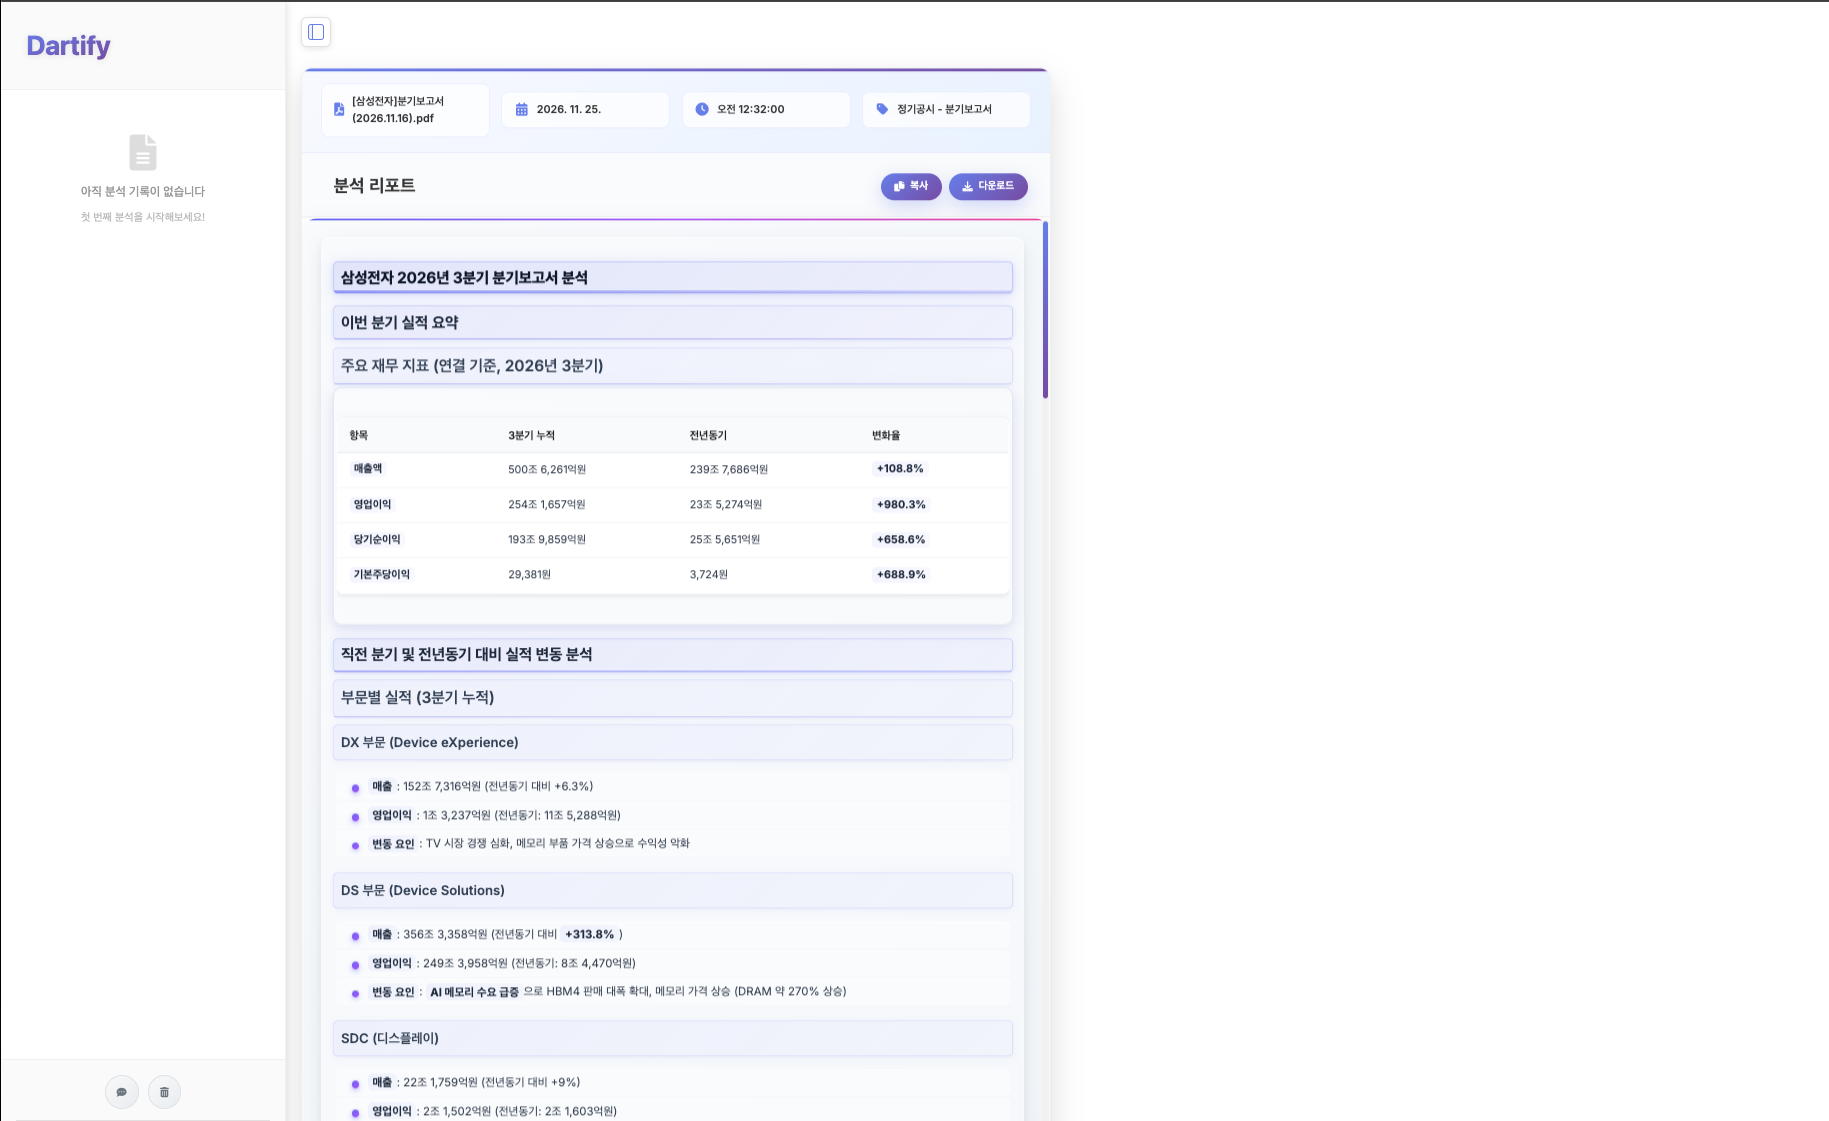 Dartify
아직 분석 기록이 없습니다
첫 번째 분석을 시작해보세요!
[삼성전자]분기보고서
(2026.11.16).pdf
2026. 11. 25.
오전 12:32:00
정기공시 - 분기보고서
분석 리포트
복사
다운로드
삼성전자 2026년 3분기 분기보고서 분석
이번 분기 실적 요약
주요 재무 지표 (연결 기준, 2026년 3분기)
항목 3분기 누적 전년동기 변화율
매출액 500조 6,261억원 239조 7,686억원 +108.8%
영업이익 254조 1,657억원 23조 5,274억원 +980.3%
당기순이익 193조 9,859억원 25조 5,651억원 +658.6%
기본주당이익 29,381원 3,724원 +688.9%
직전 분기 및 전년동기 대비 실적 변동 분석
부문별 실적 (3분기 누적)
DX 부문 (Device eXperience)
매출 : 152조 7,316억원 (전년동기 대비 +6.3%)
영업이익 : 1조 3,237억원 (전년동기: 11조 5,288억원)
변동 요인 : TV 시장 경쟁 심화, 메모리 부품 가격 상승으로 수익성 악화
DS 부문 (Device Solutions)
매출 : 356조 3,358억원 (전년동기 대비 +313.8% )
영업이익 : 249조 3,958억원 (전년동기: 8조 4,470억원)
변동 요인 : AI 메모리 수요 급증 으로 HBM4 판매 대폭 확대, 메모리 가격 상승 (DRAM 약 270% 상승)
SDC (디스플레이)
매출 : 22조 1,759억원 (전년동기 대비 +9%)
영업이익 : 2조 1,502억원 (전년동기: 2조 1,603억원)